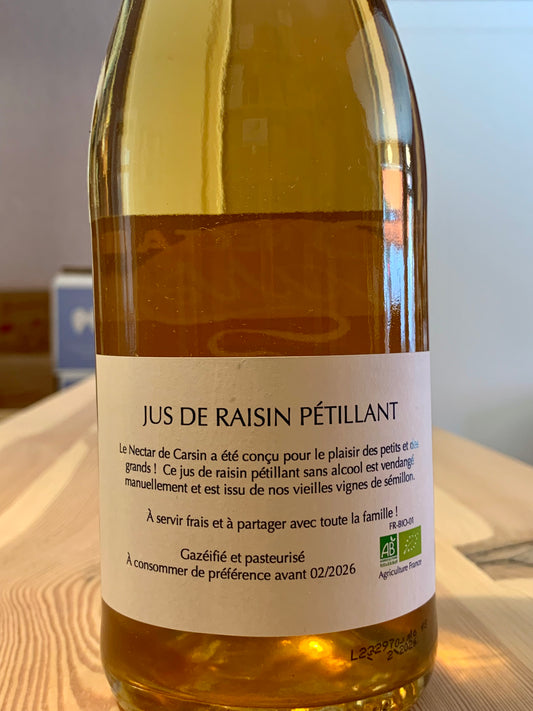 JUS DE RAISIN PÉTILLANT
Le Nectar de Carsin a été conçu pour le plaisir des petits et des
grands ! Ce jus de raisin pétillant sans alcool est vendangé
manuellement et est issu de nos vieilles vignes de sémillon.
À servir frais et à partager avec toute la famille !
FR-BIO-01
AB
Gazéifié et pasteurisé
À consommer de préférence avant 02/2026
Agriculture France